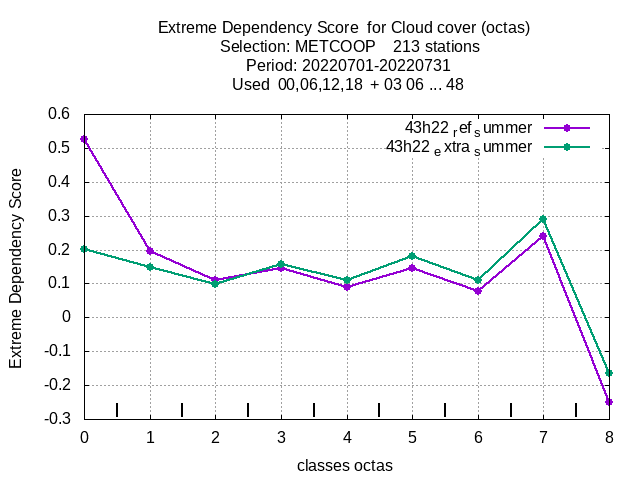 Extreme Dependency Score  for Cloud cover (octas)
Selection: METCOOP    213 stations
Period: 20220701-20220731
Used  00,06,12,18  + 03 06 ... 48
43h22 ref summer
43h22 extra summer
Extreme Dependency Score
0.6
0.5
0.4
0.3
0.2
0.1
0
-0.1
-0.2
-0.3
0 1 2 3 4 5 6 7 8
classes octas